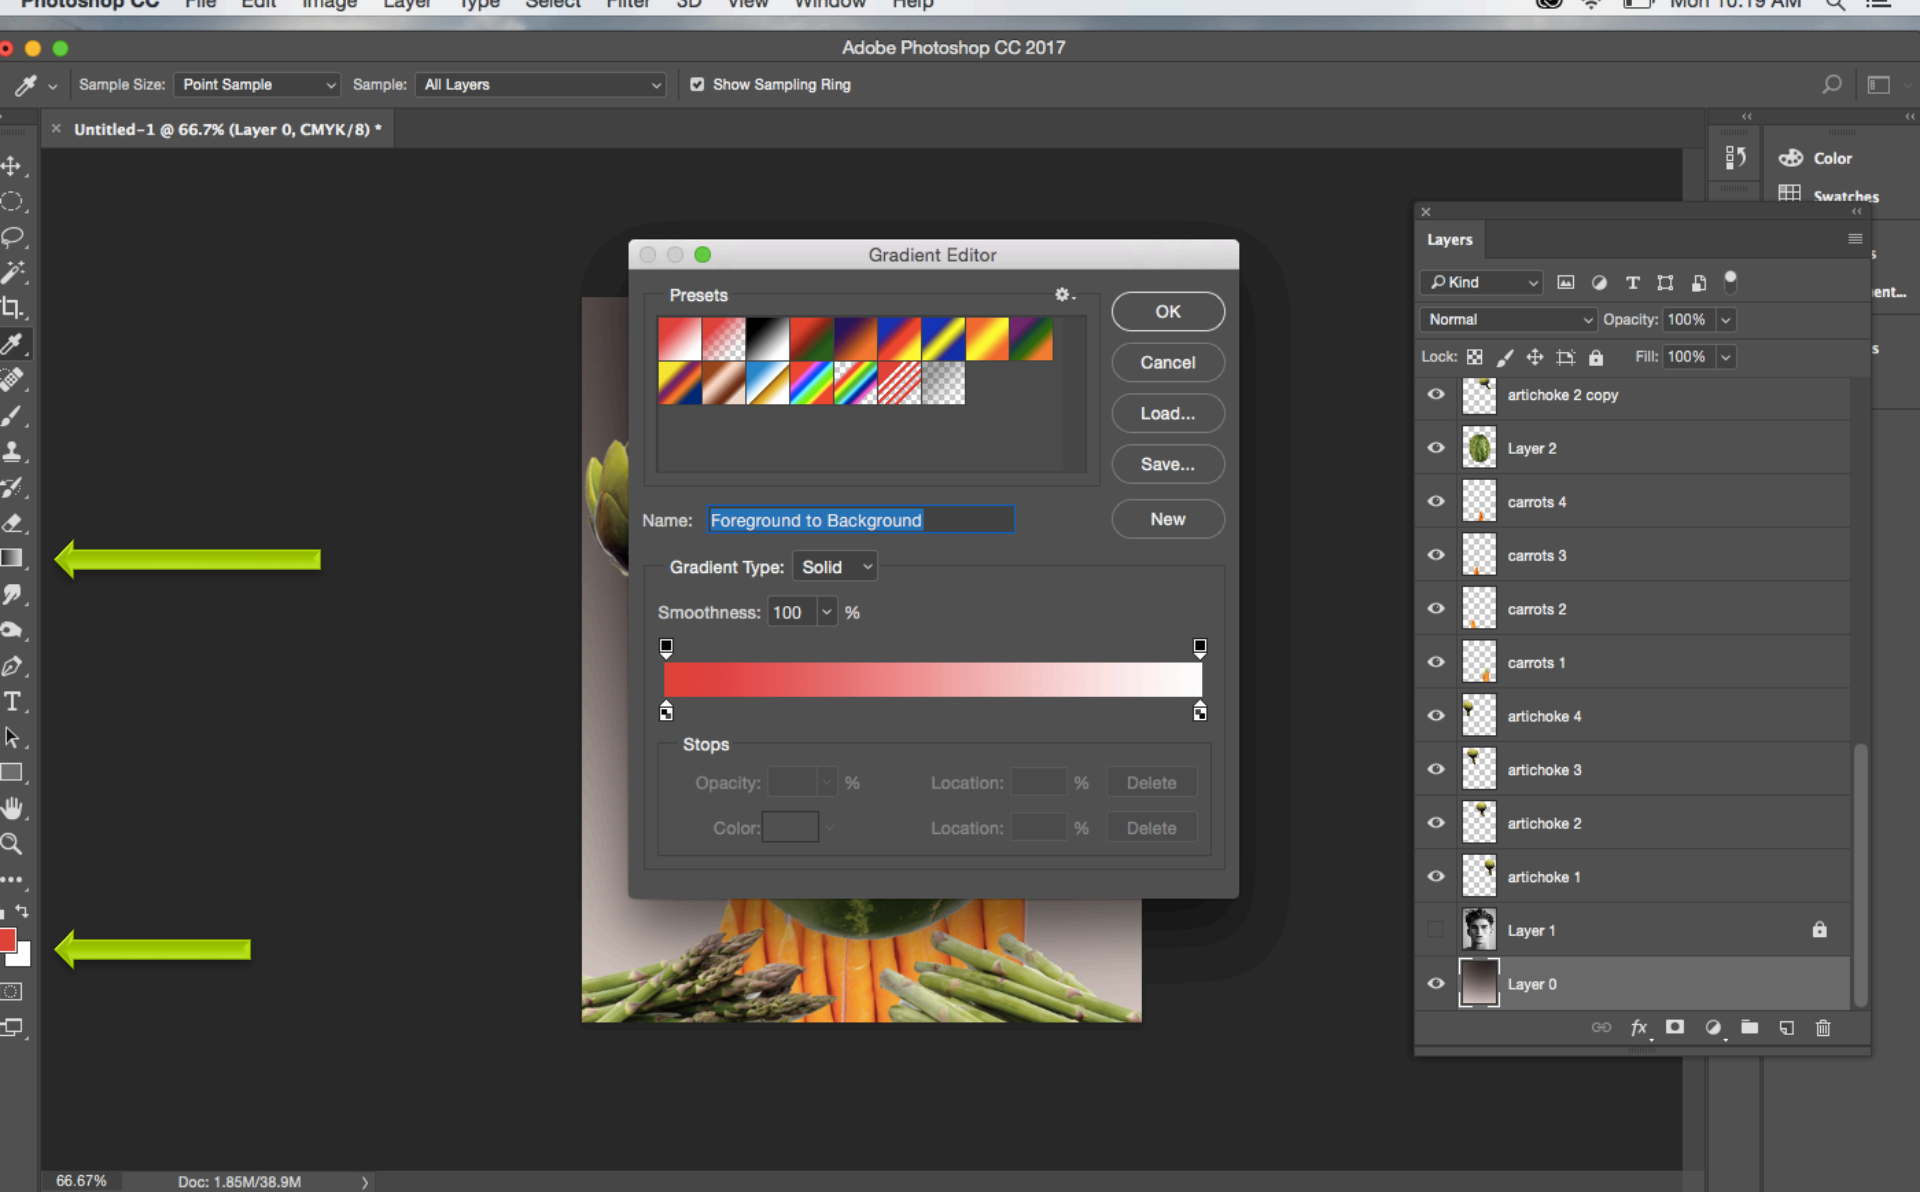 Photoshop CC File Edit Image Layer Type Select Filter 3D View Window Help Mon 10:19 AM
Adobe Photoshop CC 2017
Sample Size: Point Sample Sample: All Layers Show Sampling Ring
Untitled-1 @ 66.7% (Layer 0, CMYK/8) *
Color
Swatches
Layers
Kind
Normal Opacity: 100%
Lock: Fill: 100%
artichoke 2 copy
Layer 2
carrots 4
carrots 3
carrots 2
carrots 1
artichoke 4
artichoke 3
artichoke 2
artichoke 1
Layer 1
Layer 0
fx
Gradient Editor
Presets
OK
Cancel
Load...
Save...
New
Name: Foreground to Background
Gradient Type: Solid
Smoothness: 100 %
Stops
Opacity: % Location: % Delete
Color: Location: % Delete
66.67% Doc: 1.85M/38.9M